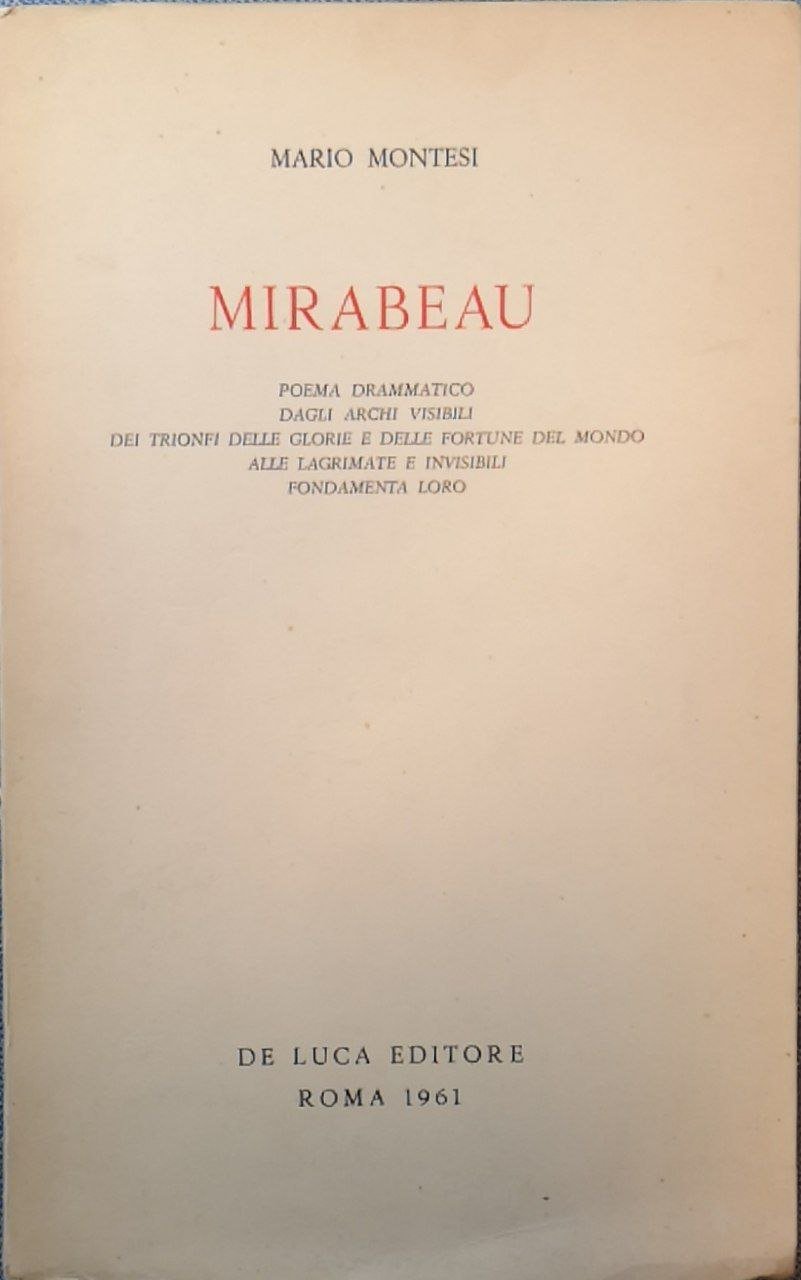 MARIO MONTESI
MIRABEAU
POEMA DRAMMATICO
DAGLI ARCHI VISIBILI
DEI TRIONFI DELLE GLORIE E DELLE FORTUNE DEL MONDO
ALLE LAGRIMATE E INVISIBILI
FONDAMENTA LORO
DE LUCA EDITORE
ROMA 1961